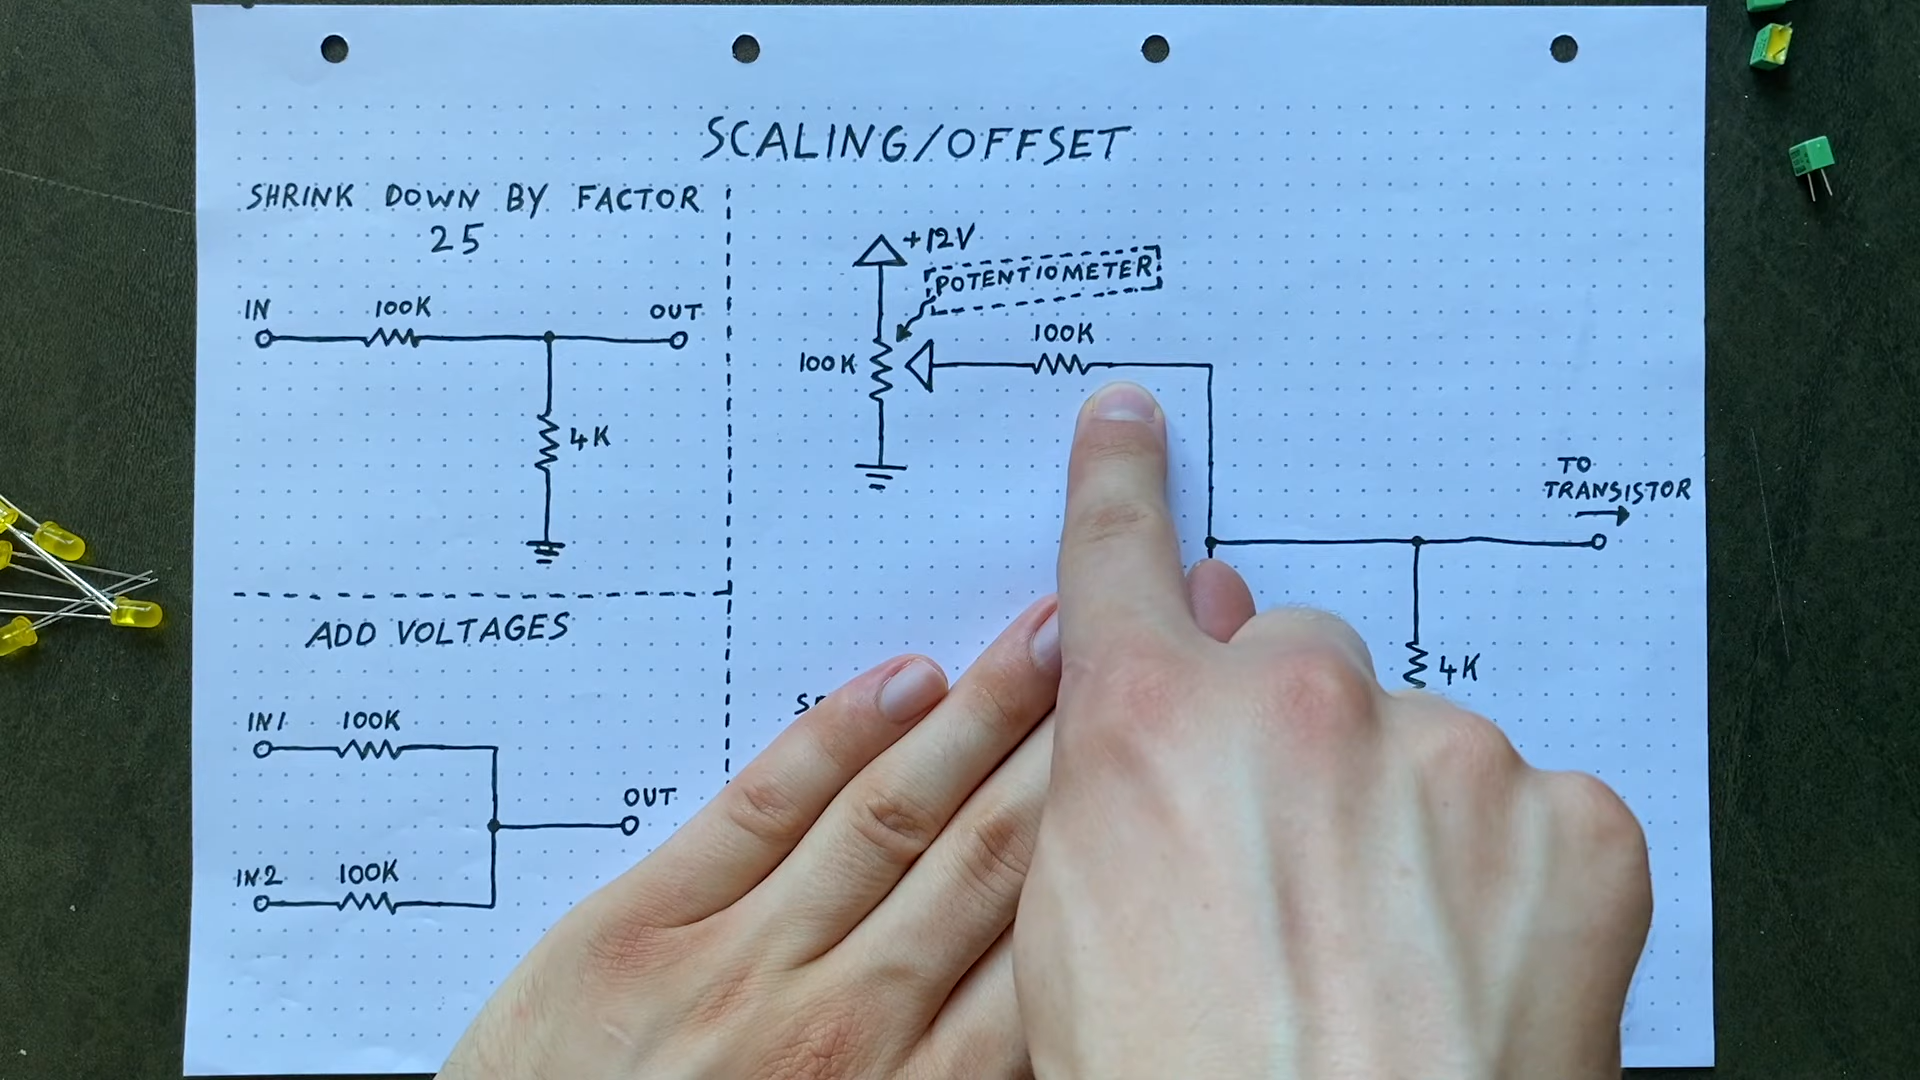 SCALING/OFFSET
SHRINK DOWN BY FACTOR
25
IN
100K
OUT
4K
ADD VOLTAGES
IN1
100K
OUT
IN2
100K
+12V
POTENTIOMETER
100K
100K
TO
TRANSISTOR
4K